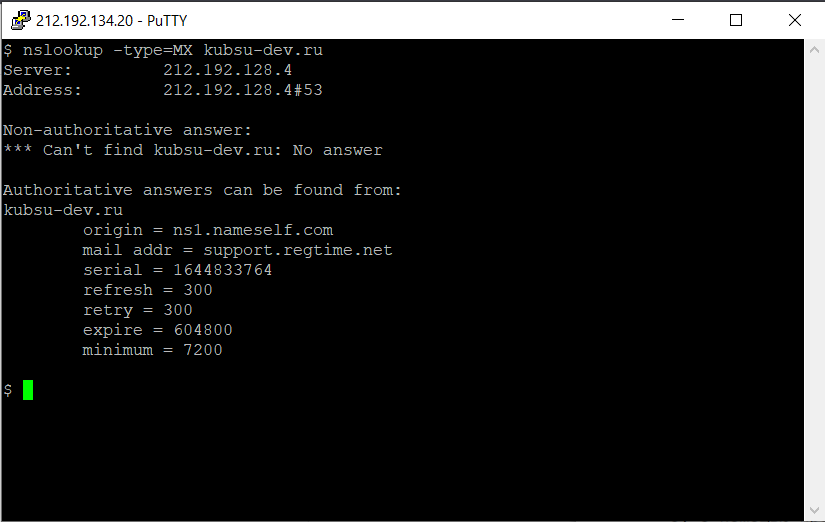 212.192.134.20 - PuTTY
$ nslookup -type=MX kubsu-dev.ru
Server:         212.192.128.4
Address:        212.192.128.4#53
Non-authoritative answer:
*** Can't find kubsu-dev.ru: No answer
Authoritative answers can be found from:
kubsu-dev.ru
        origin = ns1.nameself.com
        mail addr = support.regtime.net
        serial = 1644833764
        refresh = 300
        retry = 300
        expire = 604800
        minimum = 7200
$